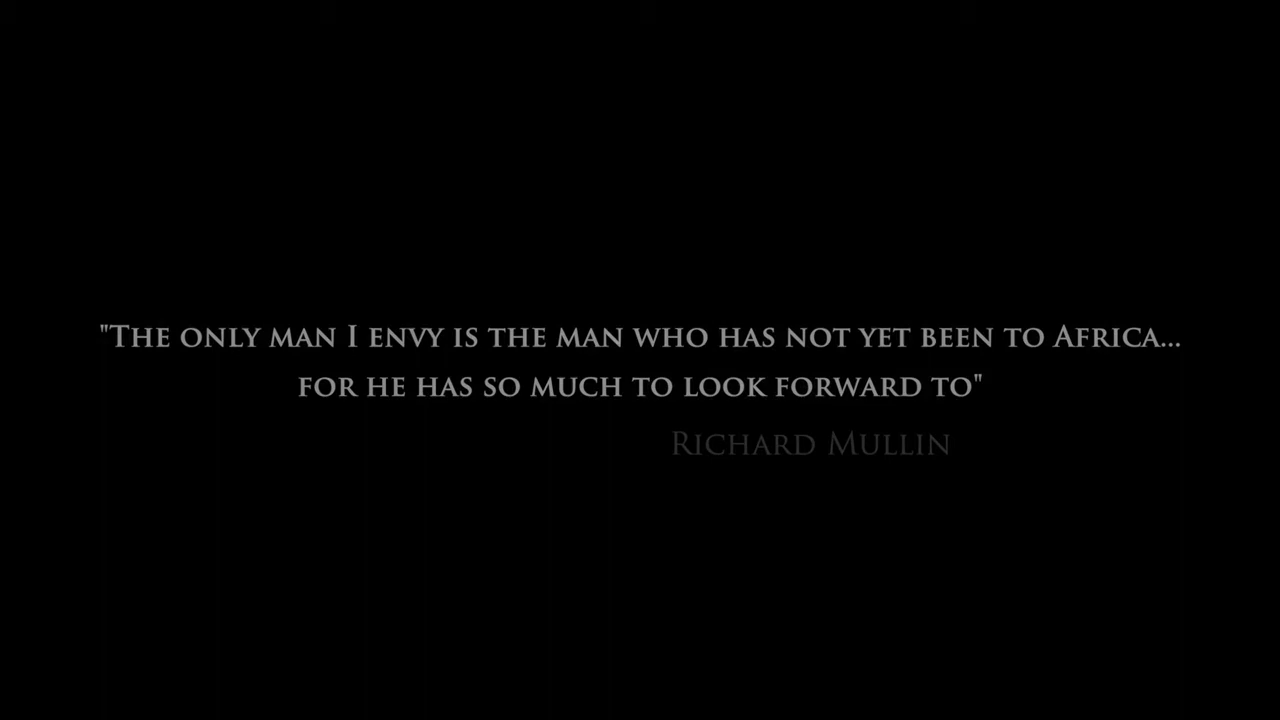 "The only man I envy is the man who has not yet been to Africa...
for he has so much to look forward to"
Richard Mullin